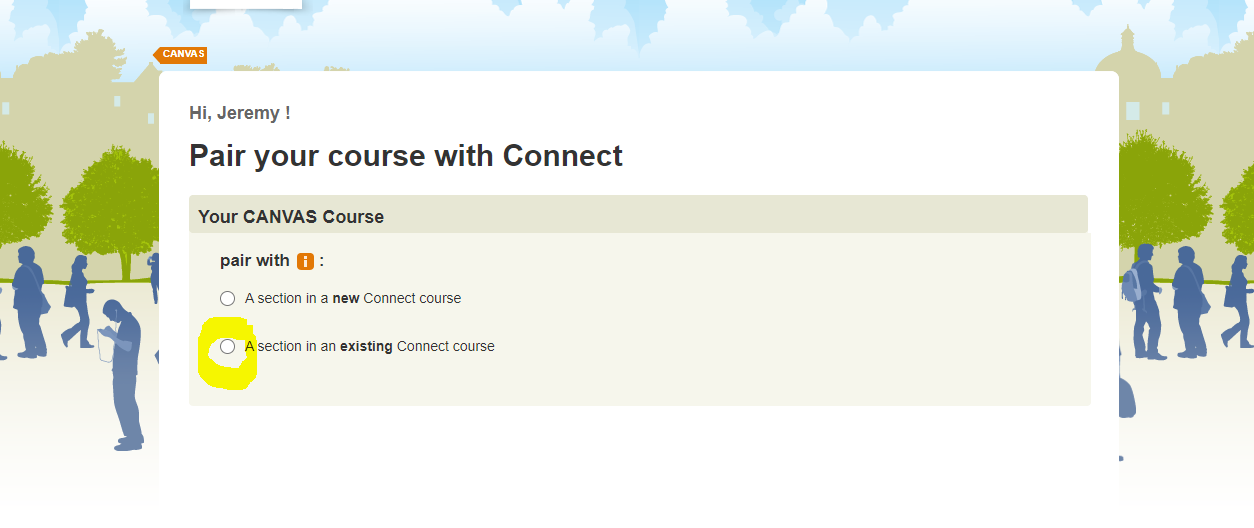 CANVAS
Hi, Jeremy !
Pair your course with Connect
Your CANVAS Course
pair with i :
A section in a new Connect course
A section in an existing Connect course